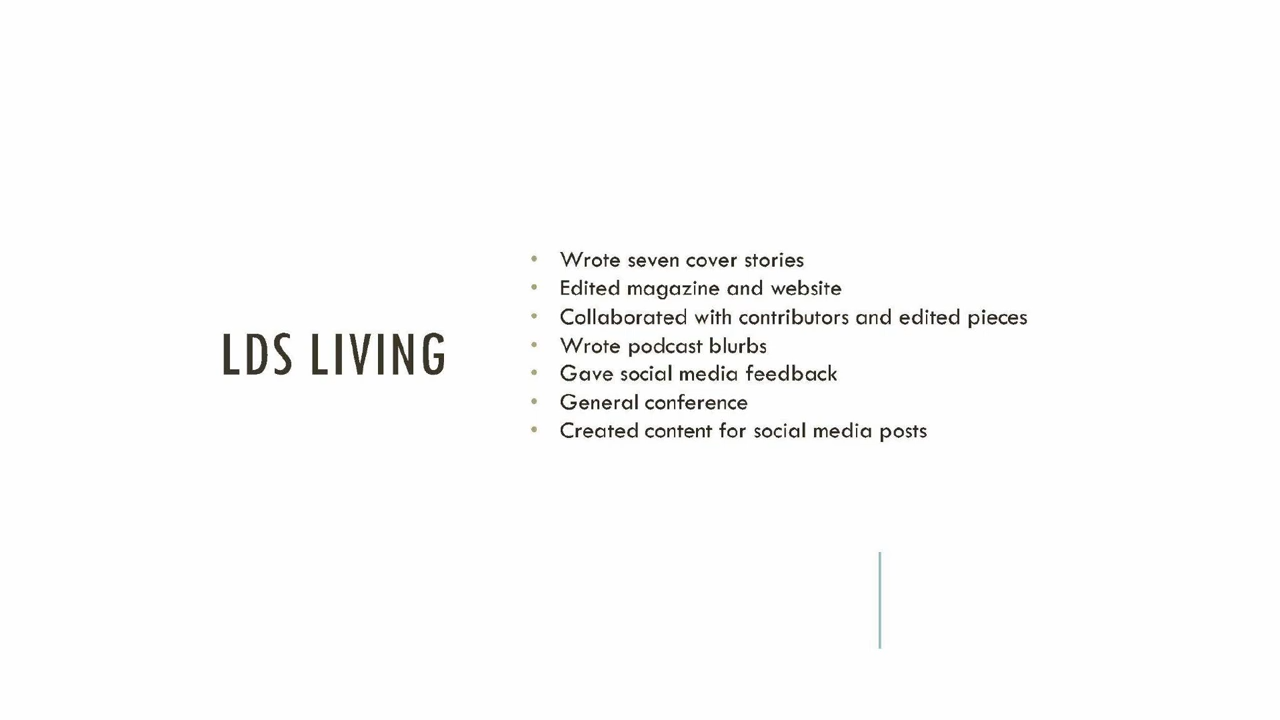 LDS LIVING
• Wrote seven cover stories
• Edited magazine and website
• Collaborated with contributors and edited pieces
• Wrote podcast blurbs
• Gave social media feedback
• General conference
• Created content for social media posts